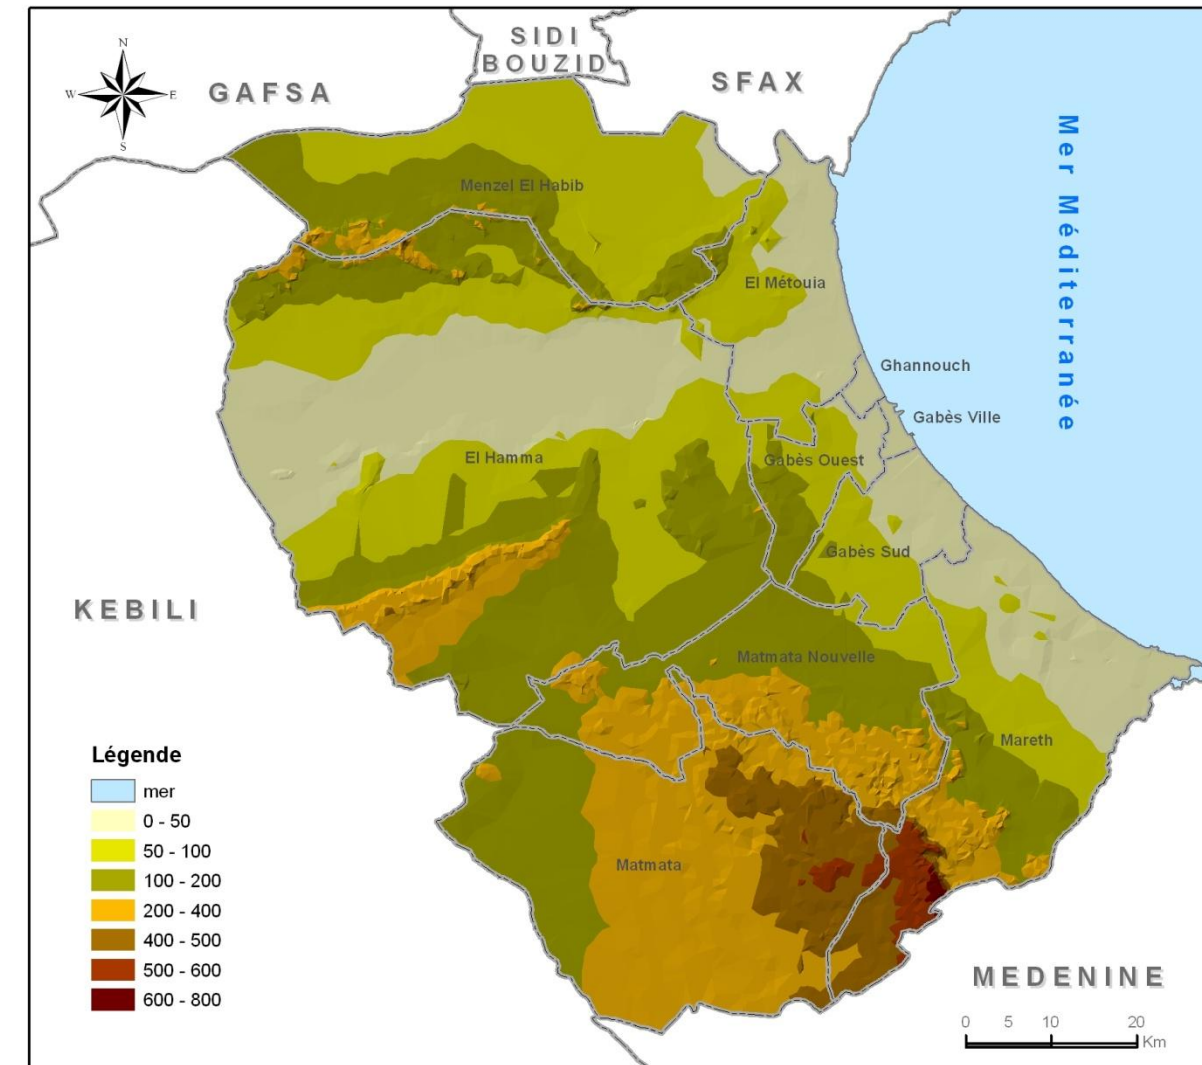 SIDI
BOUZID
GAFSA
SFAX
N
W
E
S
Mer Méditerranée
Menzel El Habib
El Métouia
Ghannouch
Gabès Ville
El Hamma
Gabès Ouest
Gabès Sud
KEBILI
Matmata Nouvelle
Mareth
Matmata
MEDENINE
Légende
mer
0 - 50
50 - 100
100 - 200
200 - 400
400 - 500
500 - 600
600 - 800
0 5 10 20
Km